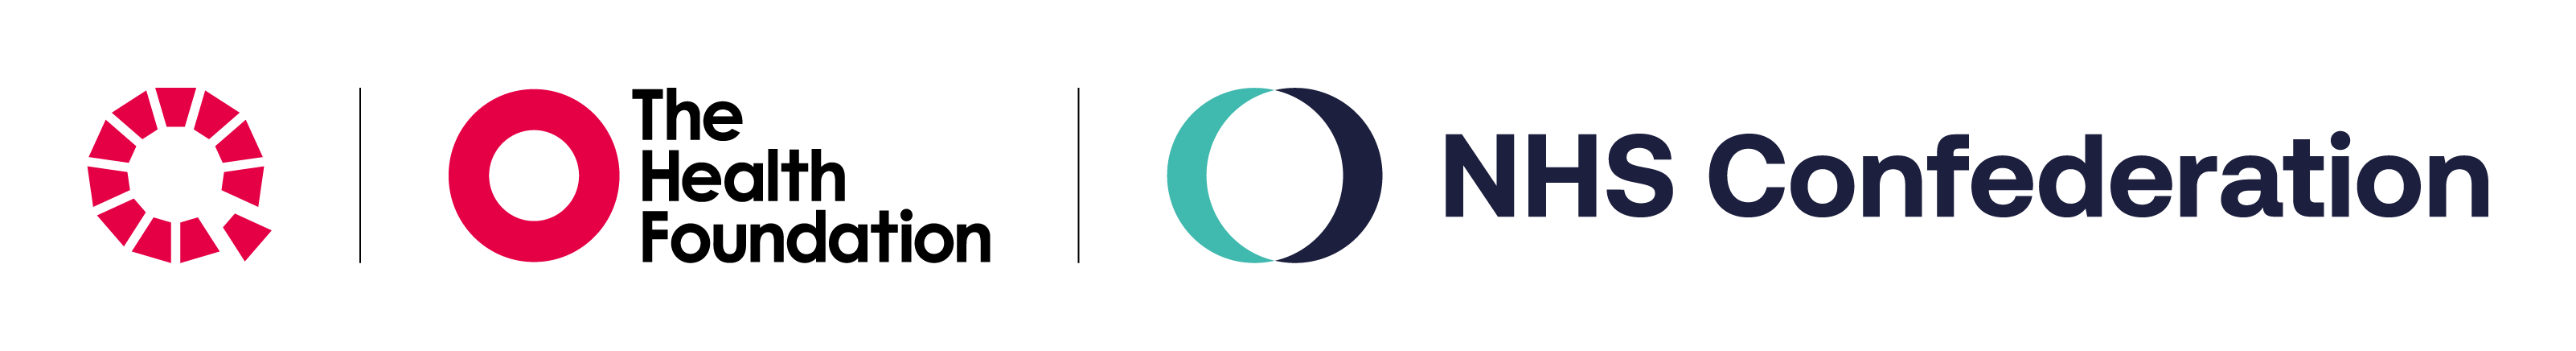 Q
The
Health
Foundation
NHS Confederation